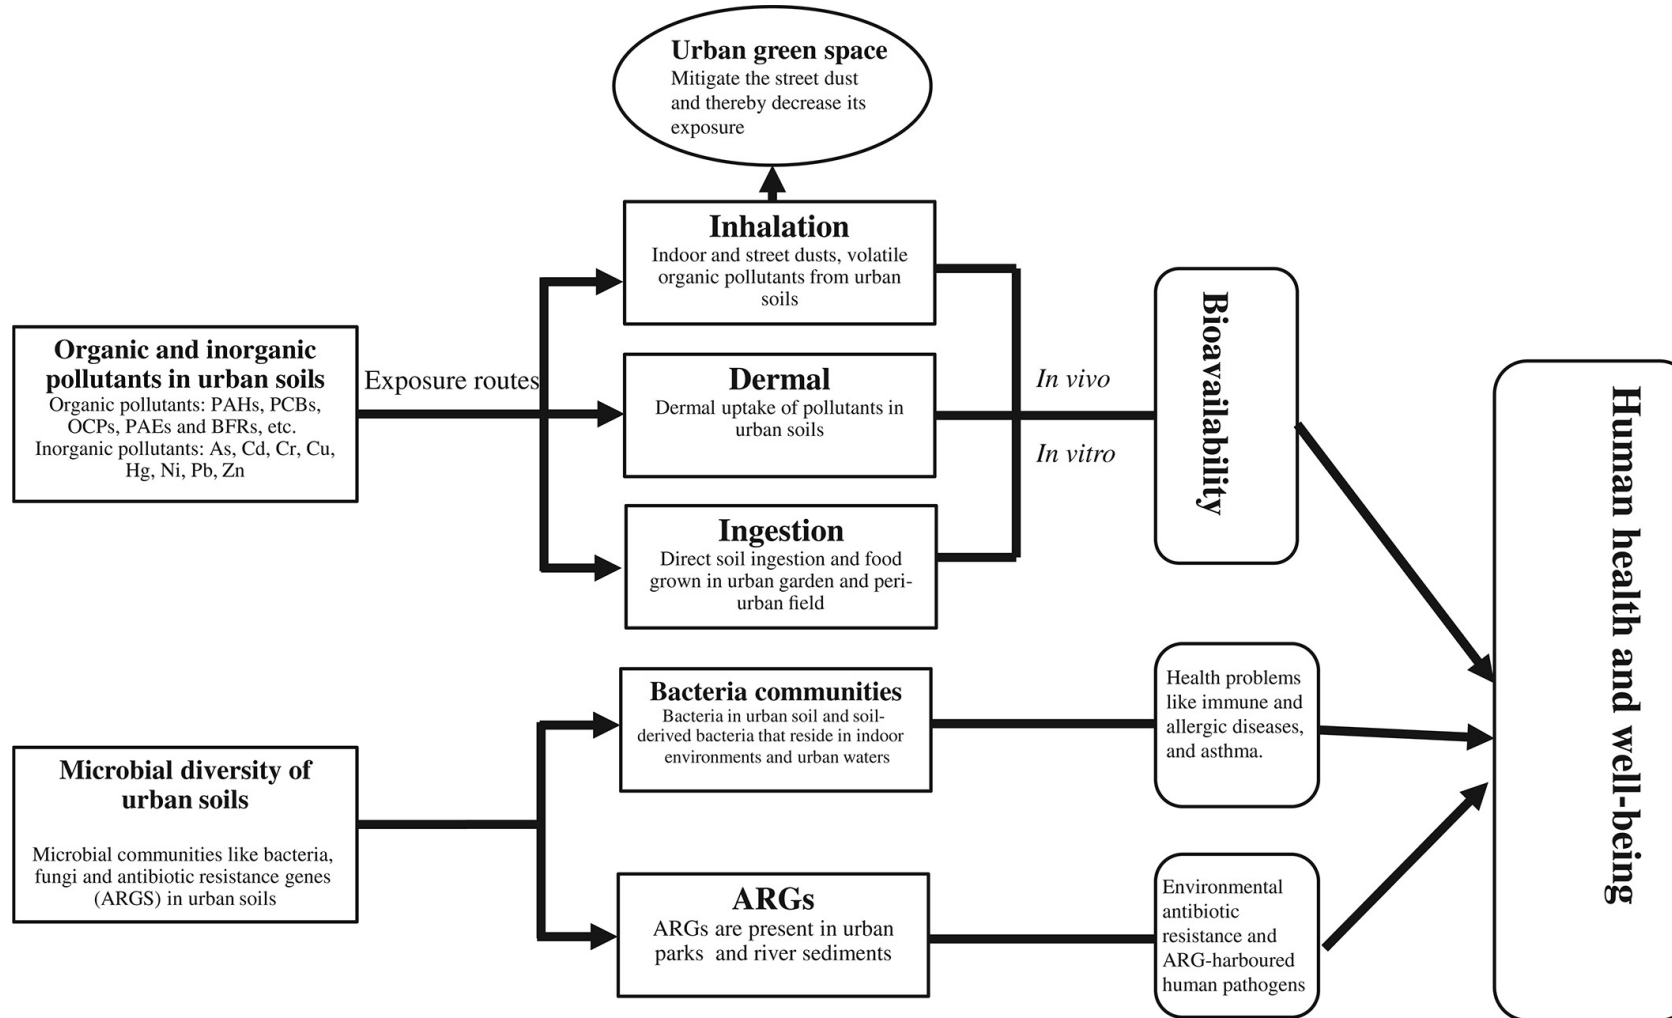 Urban green space
Mitigate the street dust
and thereby decrease its
exposure
Inhalation
Indoor and street dusts, volatile
organic pollutants from urban
soils
Organic and inorganic
pollutants in urban soils
Organic pollutants: PAHs, PCBs,
OCPs, PAEs and BFRs, etc.
Inorganic pollutants: As, Cd, Cr, Cu,
Hg, Ni, Pb, Zn
Exposure routes
Dermal
Dermal uptake of pollutants in
urban soils
Ingestion
Direct soil ingestion and food
grown in urban garden and peri-
urban field
In vivo
In vitro
Bioavailability
Human health and well-being
Microbial diversity of
urban soils
Microbial communities like bacteria,
fungi and antibiotic resistance genes
(ARGS) in urban soils
Bacteria communities
Bacteria in urban soil and soil-
derived bacteria that reside in indoor
environments and urban waters
Health problems
like immune and
allergic diseases,
and asthma.
ARGs
ARGs are present in urban
parks  and river sediments
Environmental
antibiotic
resistance and
ARG-harboured
human pathogens